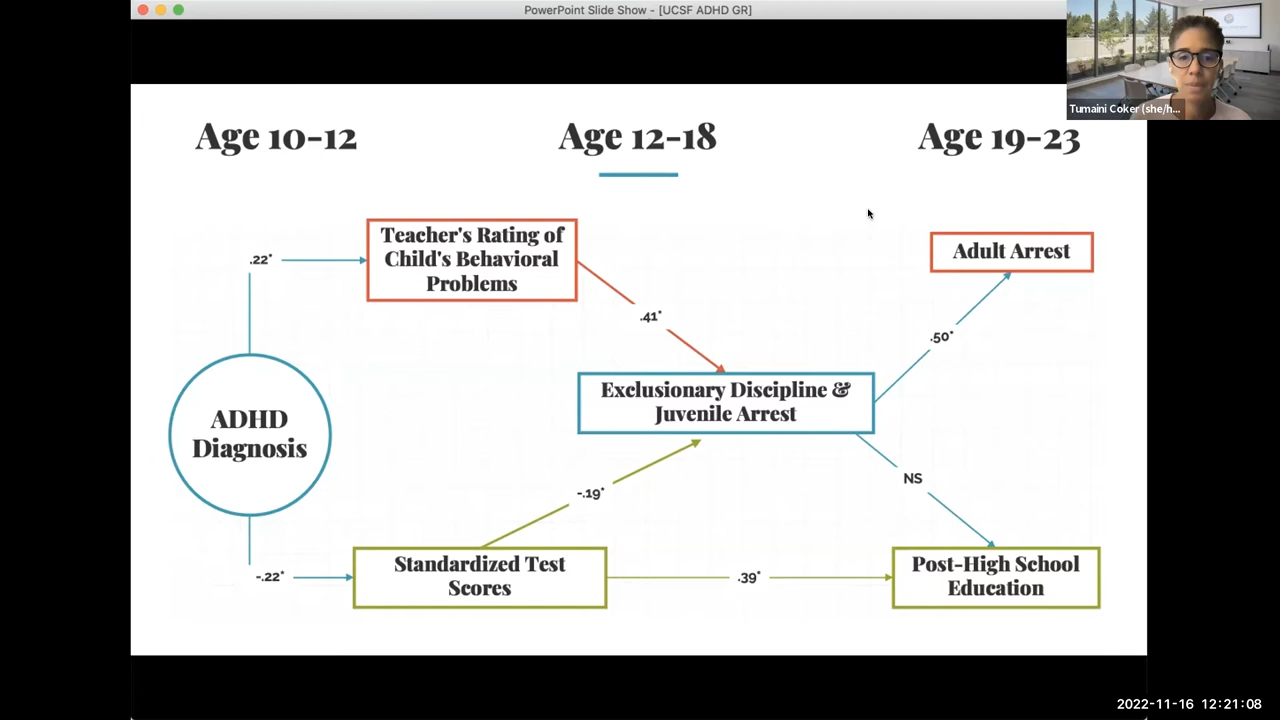 PowerPoint Slide Show - [UCSF ADHD GR]
Tumaini Coker (she/h...
Age 10-12
Age 12-18
Age 19-23
Teacher's Rating of
Child's Behavioral
Problems
Adult Arrest
.22*
.41*
.50*
Exclusionary Discipline &
Juvenile Arrest
ADHD
Diagnosis
NS
-.19*
Standardized Test
Scores
Post-High School
Education
-.22*
.39*
2022-11-16 12:21:08